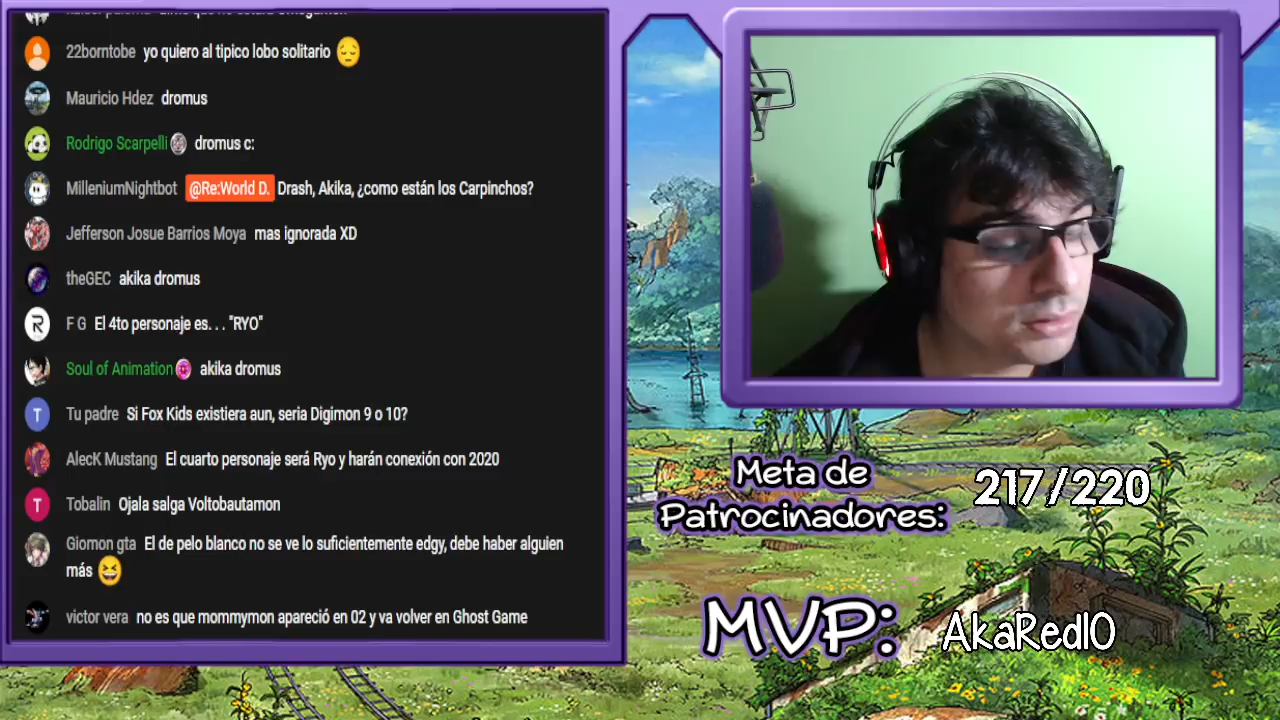 22borntobe yo quiero al tipico lobo solitario 😔
Mauricio Hdez dromus
Rodrigo Scarpelli dromus c:
MilleniumNightbot @Re:World D. Drash, Akika, ¿como están los Carpinchos?
Jefferson Josue Barrios Moya mas ignorada XD
theGEC akika dromus
F G El 4to personaje es. . . "RYO"
Soul of Animation akika dromus
T Tu padre Si Fox Kids existiera aun, seria Digimon 9 o 10?
AlecK Mustang El cuarto personaje será Ryo y harán conexión con 2020
T Tobalin Ojala salga Voltobautamon
Giomon gta El de pelo blanco no se ve lo suficientemente edgy, debe haber alguien
más 😆
victor vera no es que mommymon apareció en 02 y va volver en Ghost Game
Meta de
Patrocinadores:
217/220
MVP:
AkaRed10